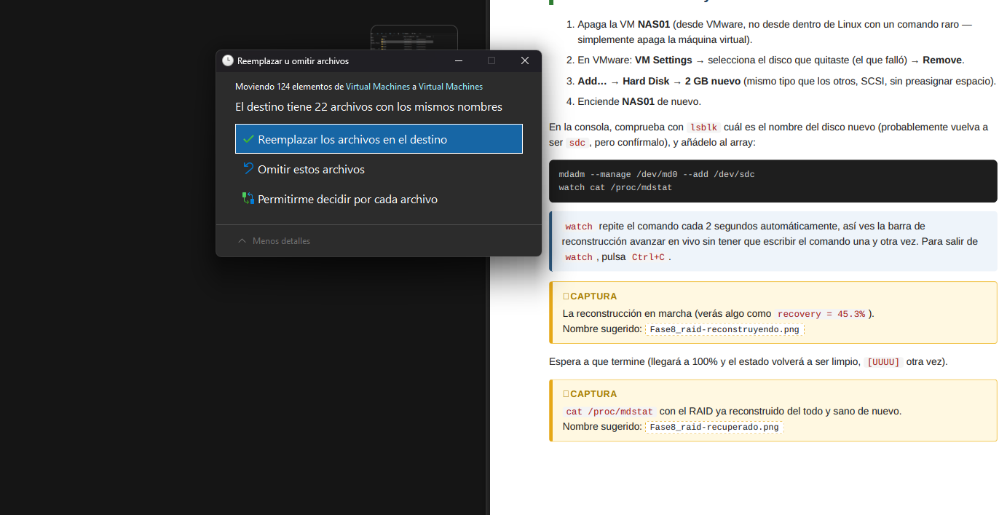 Reemplazar u omitir archivos
Moviendo 124 elementos de Virtual Machines a Virtual Machines
El destino tiene 22 archivos con los mismos nombres
Reemplazar los archivos en el destino
Omitir estos archivos
Permitirme decidir por cada archivo
Menos detalles
1. Apaga la VM NAS01 (desde VMware, no desde dentro de Linux con un comando raro —
simplemente apaga la máquina virtual).
2. En VMware: VM Settings → selecciona el disco que quitaste (el que falló) → Remove.
3. Add… → Hard Disk → 2 GB nuevo (mismo tipo que los otros, SCSI, sin preasignar espacio).
4. Enciende NAS01 de nuevo.
En la consola, comprueba con lsblk cuál es el nombre del disco nuevo (probablemente vuelva a
ser sdc , pero confírmalo), y añádelo al array:
mdadm --manage /dev/md0 --add /dev/sdc
watch cat /proc/mdstat
watch repite el comando cada 2 segundos automáticamente, así ves la barra de
reconstrucción avanzar en vivo sin tener que escribir el comando una y otra vez. Para salir de
watch , pulsa Ctrl+C .
CAPTURA
La reconstrucción en marcha (verás algo como recovery = 45.3% ).
Nombre sugerido: Fase8_raid-reconstruyendo.png
Espera a que termine (llegará a 100% y el estado volverá a ser limpio, [UUUU] otra vez).
CAPTURA
cat /proc/mdstat con el RAID ya reconstruido del todo y sano de nuevo.
Nombre sugerido: Fase8_raid-recuperado.png